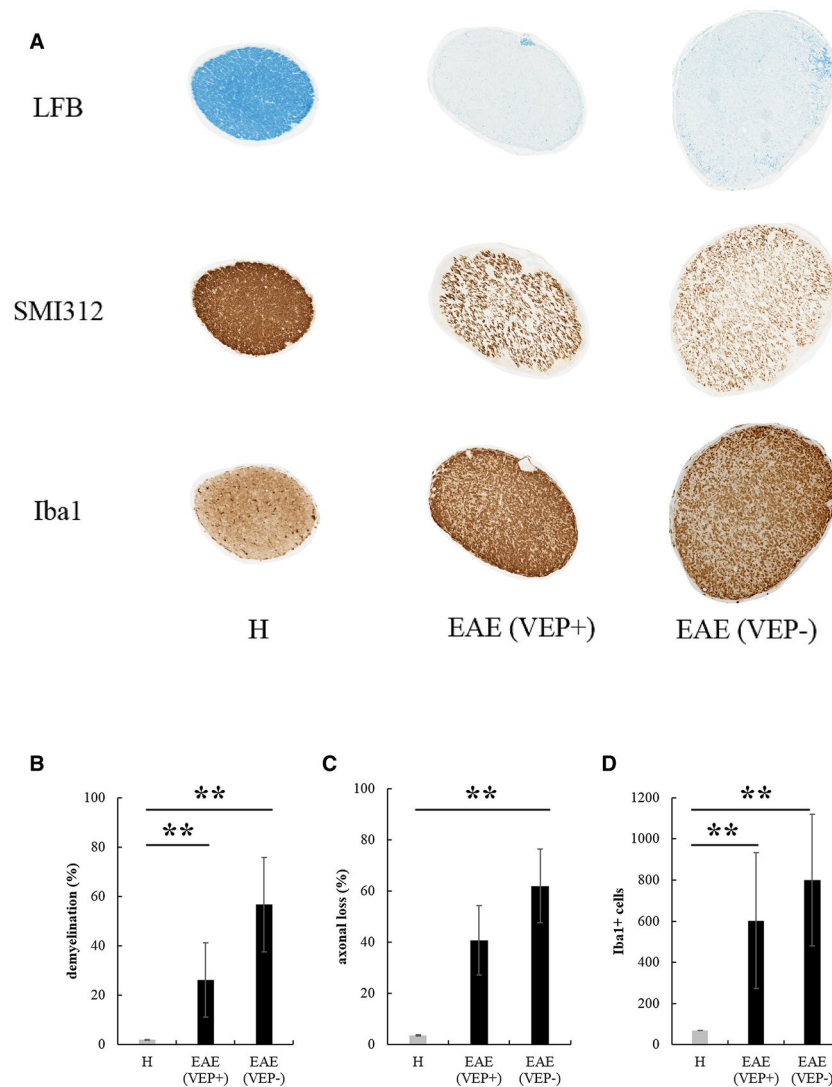 A
LFB
SMI312
Iba1
H
EAE (VEP+)
EAE (VEP-)
B
**
**
100
80
60
40
20
0
demyelination (%)
H
EAE
(VEP+)
EAE
(VEP-)
C
**
100
80
60
40
20
0
axonal loss (%)
H
EAE
(VEP+)
EAE
(VEP-)
D
**
**
1200
1000
800
600
400
200
0
Iba1+ cells
H
EAE
(VEP+)
EAE
(VEP-)